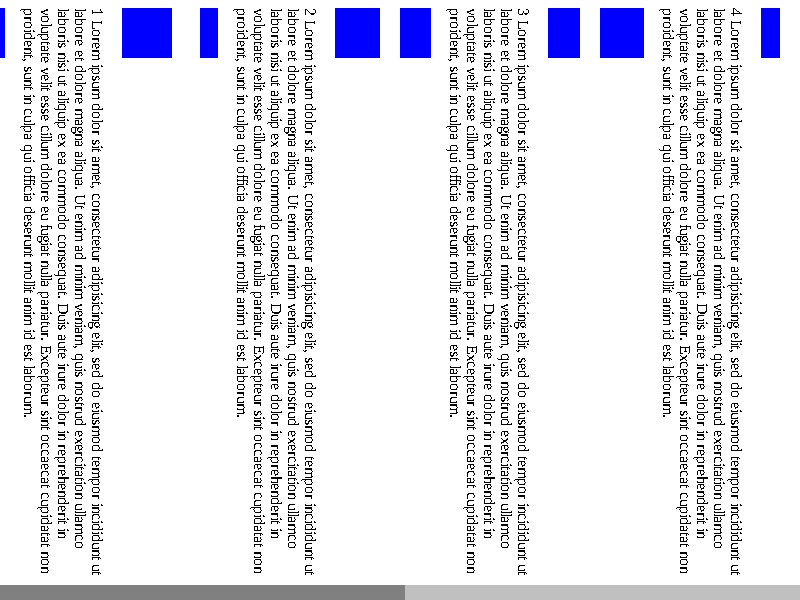 1 Lorem ipsum dolor sit amet, consectetur adipisicing elit, sed do eiusmod tempor incididunt ut
labore et dolore magna aliqua. Ut enim ad minim veniam, quis nostrud exercitation ullamco
laboris nisi ut aliquip ex ea commodo consequat. Duis aute irure dolor in reprehenderit in
voluptate velit esse cillum dolore eu fugiat nulla pariatur. Excepteur sint occaecat cupidatat non
proident, sunt in culpa qui officia deserunt mollit anim id est laborum.
2 Lorem ipsum dolor sit amet, consectetur adipisicing elit, sed do eiusmod tempor incididunt ut
labore et dolore magna aliqua. Ut enim ad minim veniam, quis nostrud exercitation ullamco
laboris nisi ut aliquip ex ea commodo consequat. Duis aute irure dolor in reprehenderit in
voluptate velit esse cillum dolore eu fugiat nulla pariatur. Excepteur sint occaecat cupidatat non
proident, sunt in culpa qui officia deserunt mollit anim id est laborum.
3 Lorem ipsum dolor sit amet, consectetur adipisicing elit, sed do eiusmod tempor incididunt ut
labore et dolore magna aliqua. Ut enim ad minim veniam, quis nostrud exercitation ullamco
laboris nisi ut aliquip ex ea commodo consequat. Duis aute irure dolor in reprehenderit in
voluptate velit esse cillum dolore eu fugiat nulla pariatur. Excepteur sint occaecat cupidatat non
proident, sunt in culpa qui officia deserunt mollit anim id est laborum.
4 Lorem ipsum dolor sit amet, consectetur adipisicing elit, sed do eiusmod tempor incididunt ut
labore et dolore magna aliqua. Ut enim ad minim veniam, quis nostrud exercitation ullamco
laboris nisi ut aliquip ex ea commodo consequat. Duis aute irure dolor in reprehenderit in
voluptate velit esse cillum dolore eu fugiat nulla pariatur. Excepteur sint occaecat cupidatat non
proident, sunt in culpa qui officia deserunt mollit anim id est laborum.